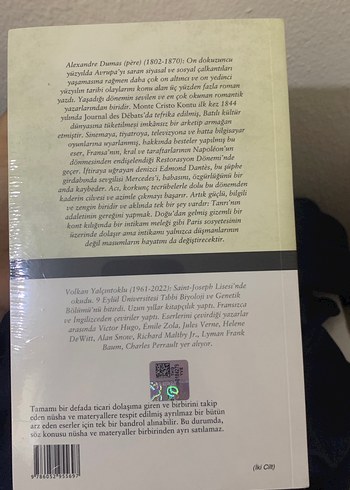 Alexandre Dumas (père) (1802-1870): On dokuzuncu
yüzyılda Avrupa'yı saran siyasal ve sosyal çalkantıları
yaşamasına rağmen daha çok on altıncı ve on yedinci
yüzyılın tarihi olaylarını konu alan üç yüzden fazla roman
yazdı. Yaşadığı dönemin sevilen ve en çok okunan romantik
yazarlarından biridir. Monte Cristo Kontu ilk kez 1844
yılında Journal des Débats'da tefrika edilmiş, Batılı kültür
dünyasına tüketilmesi imkânsız bir arketip armağan
etmiştir. Sinemaya, tiyatroya, televizyona ve hatta bilgisayar
oyunlarına uyarlanmış, hakkında besteler yapılmış bu
eser, Fransa'nın, kral ve taraftarlarının Napoléon'un
dönmesinden endişelendiği Restorasyon Dönemi'nde
geçer. İftiraya uğrayan denizci Edmond Dantès, bu şüphe
girdabında sevgilisi Mercedes'i, babasını, özgürlüğünü bir
anda kaybeder. Acı, korkunç tecrübelerle dolu bu dönemden
kaderin cilvesi ve azimle çıkmayı başarır. Artık güçlü, bilgili
ve zengin biridir ve aklında tek bir şey vardır: Tanrı'nın
adaletinin gereğini yapmak. Doğu'dan gelmiş gizemli bir
kont kılığında bir intikam meleği gibi Paris sosyetesinin
üzerinde dolaşır ama intikamı yalnızca düşmanlarının
değil masumların hayatını da değiştirecektir.
Volkan Yalçıntoklu (1961-2022): Saint-Joseph Lisesi'nde
okudu. 9 Eylül Üniversitesi Tıbbi Biyoloji ve Genetik
Bölümü'nü bitirdi. Uzun yıllar kitapçılık yaptı. Fransızca
ve İngilizceden çeviriler yaptı. Eserlerini çevirdiği yazarlar
arasında Victor Hugo, Emile Zola, Jules Verne, Helene
DeWitt, Alan Snow, Richard Maltby Jr., Lyman Frank
Baum, Charles Perrault yer alıyor.
Tamamı bir defada ticari dolaşıma giren ve birbirini takip
eden nüsha ve materyallere tespit edilmiş ayrılmaz bir bütün
arz eden eserler için tek bir bandrol alınabilir. Bu durumda,
söz konusu nüsha ve materyaller birbirinden ayrı satılamaz.
9 786052 955697
(İki Cilt)